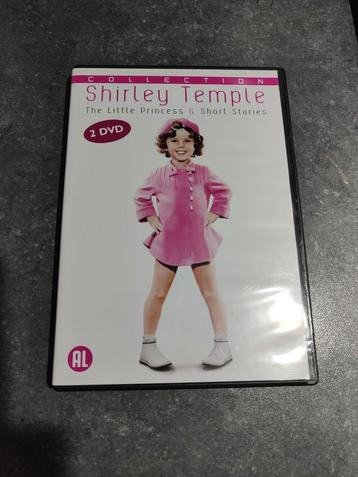 COLLECTION
Shirley Temple
The Little Princess & Short Stories
2 DVD
AL